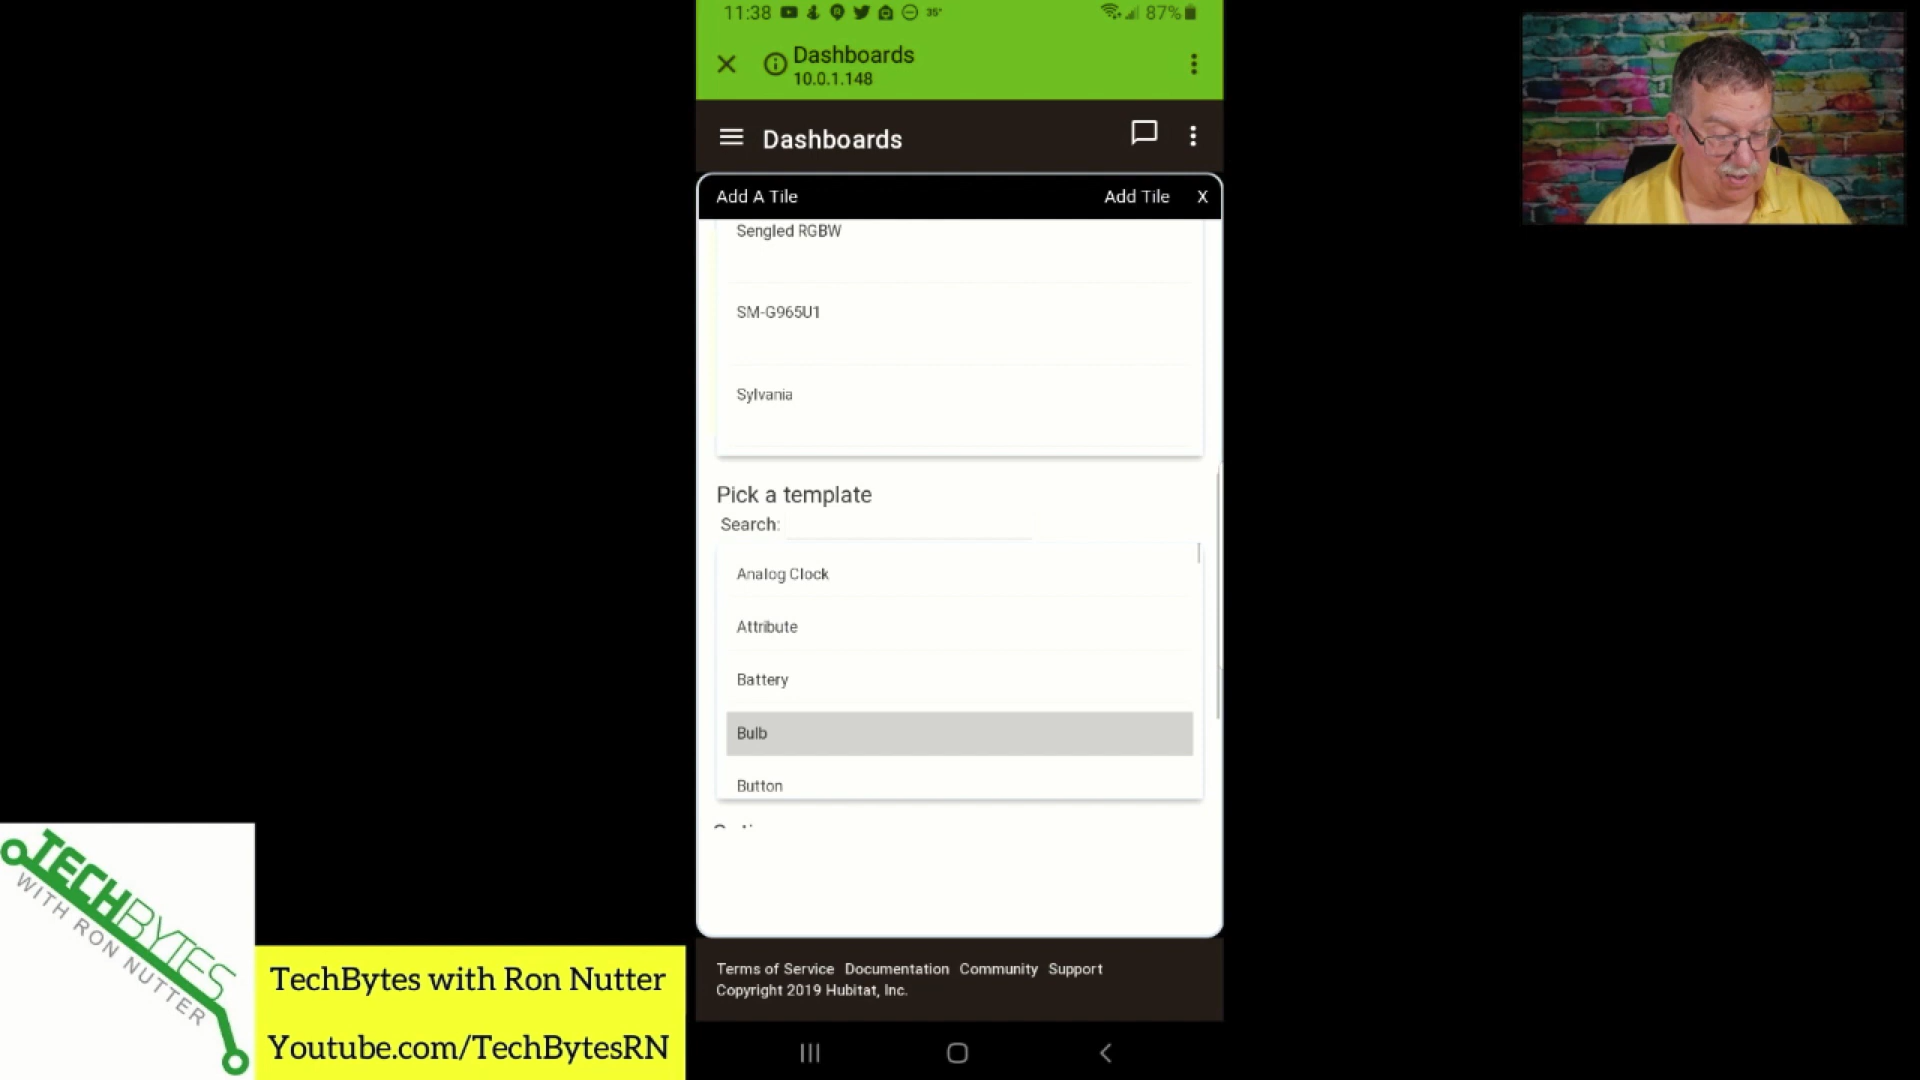 11:38 35° 87%
Dashboards
10.0.1.148
Dashboards
Add A Tile Add Tile X
Sengled RGBW
SM-G965U1
Sylvania
Pick a template
Search:
Analog Clock
Attribute
Battery
Bulb
Button
Terms of Service Documentation Community Support
Copyright 2019 Hubitat, Inc.
TECHBYTES
WITH RON NUTTER
TechBytes with Ron Nutter
Youtube.com/TechBytesRN